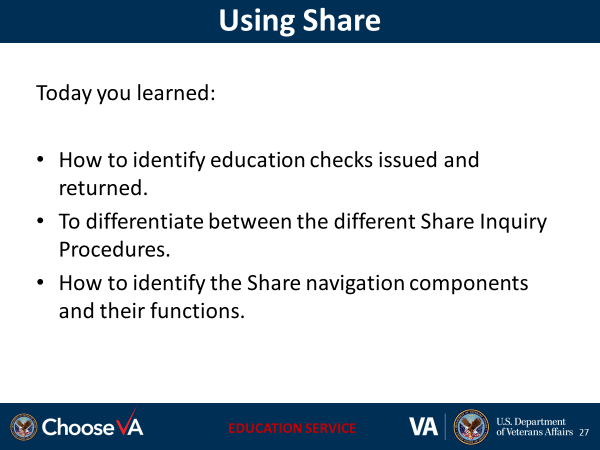 Using Share
Today you learned:
• How to identify education checks issued and
returned.
• To differentiate between the different Share Inquiry
Procedures.
• How to identify the Share navigation components
and their functions.
ChooseVA
EDUCATION SERVICE
VA
U.S. Department
of Veterans Affairs
27